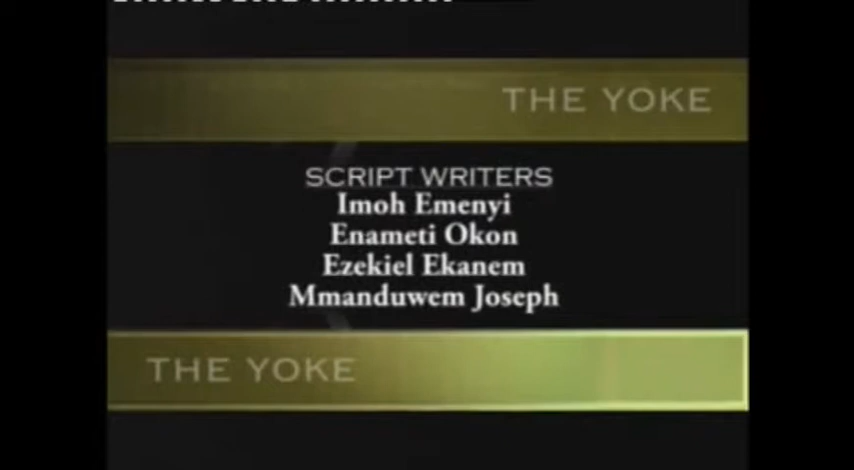 THE YOKE
SCRIPT WRITERS
Imoh Emenyi
Enameti Okon
Ezekiel Ekanem
Mmanduwem Joseph
THE YOKE